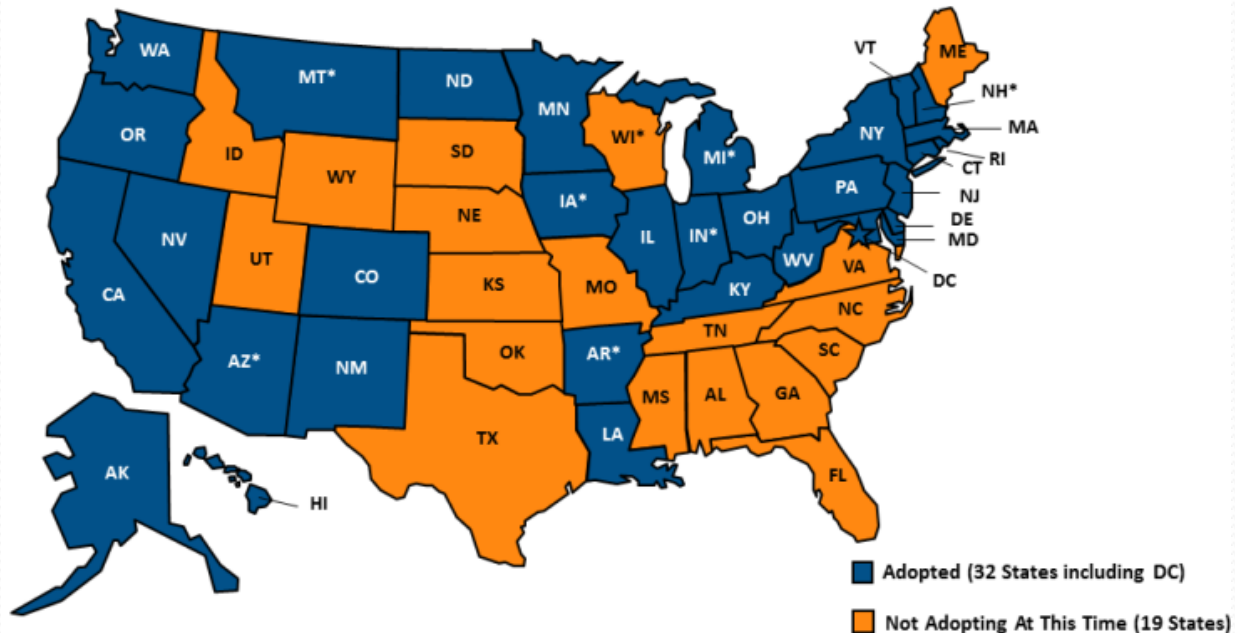 ME
VT
WA
MT*
ND
NH*
MN
MA
OR
WI*
NY
ID
SD
MI*
RI
CT
WY
PA
NJ
IA*
NE
OH
DE
NV
IL
IN*
MD
UT
CO
WV
VA
DC
CA
KS
MO
KY
NC
TN
AZ*
NM
OK
AR*
SC
MS
AL
GA
TX
LA
AK
FL
HI
Adopted (32 States including DC)
Not Adopting At This Time (19 States)